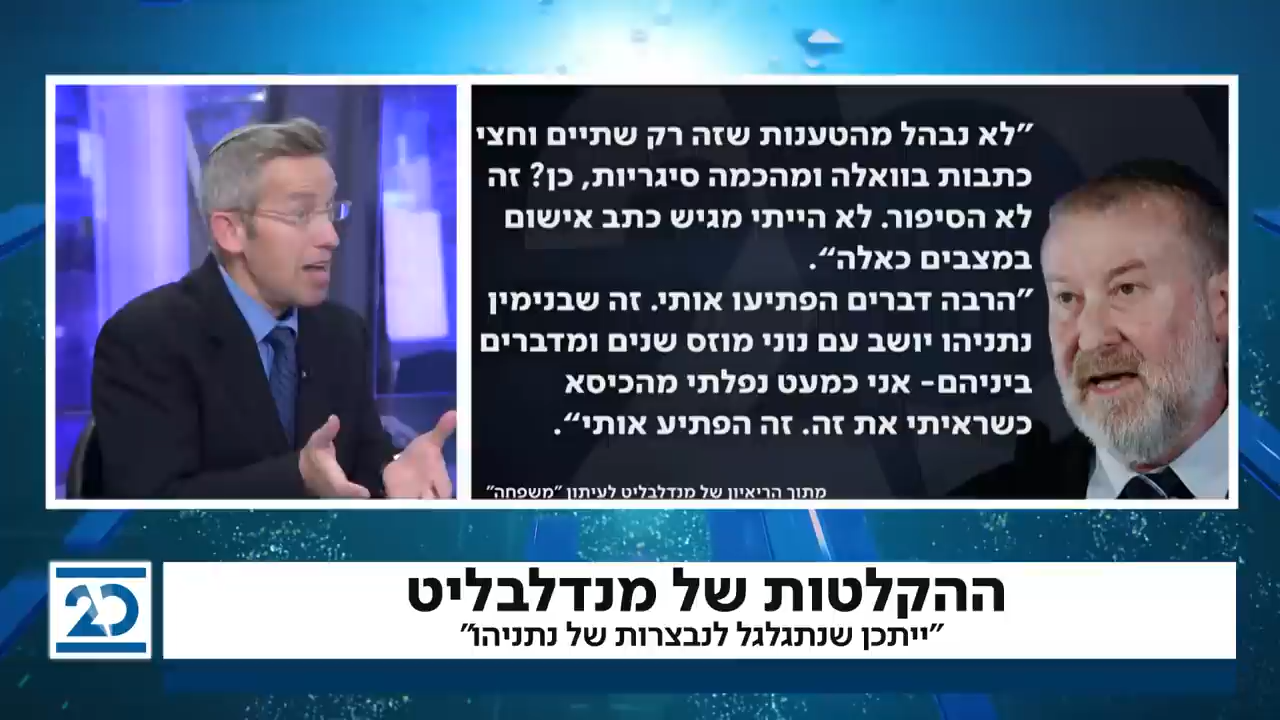 "לא נבהל מהטענות שזה רק שתיים וחצי
כתבות בוואלה ומהכמה סיגריות, כן? זה
לא הסיפור. לא הייתי מגיש כתב אישום
במצבים כאלה".
"הרבה דברים הפתיעו אותי. זה שבנימין
נתניהו יושב עם נוני מוזס שנים ומדברים
ביניהם- אני כמעט נפלתי מהכיסא
כשראיתי את זה. זה הפתיע אותי".
מתוך הריאיון של מנדלבליט לעיתון "משפחה"
ההקלטות של מנדלבליט
"ייתכן שנתגלגל לנבצרות של נתניהו"
20